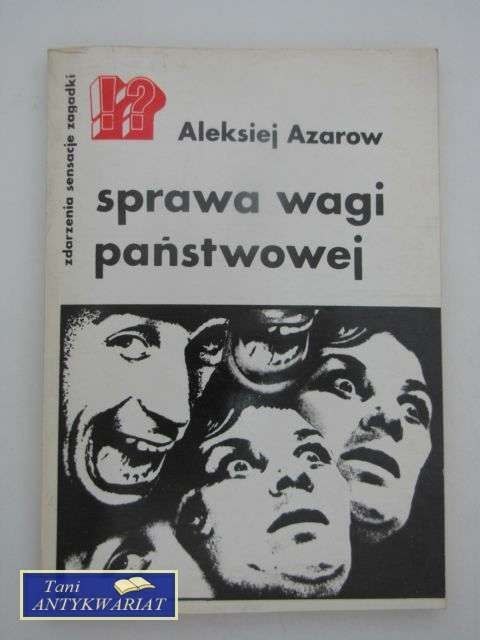 zdarzenia sensacje zagadki
!?
Aleksiej Azarow
sprawa wagi
państwowej
Tani
ANTYKWARIAT